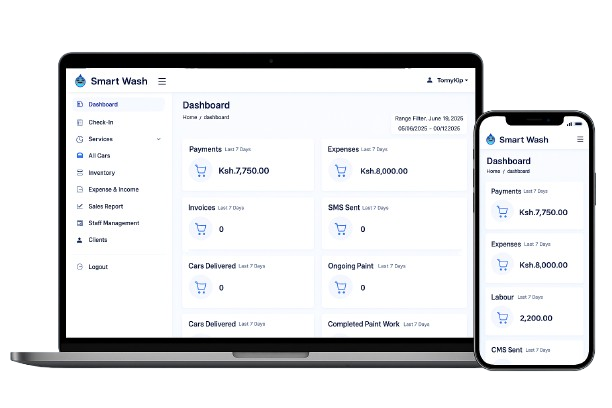 Smart Wash
TomyKip
Dashboard
Check-In
Services
All Cars
Inventory
Expense & Income
Sales Report
Staff Management
Clients
Logout
Dashboard
Home / dashboard
Range Filter. June 19, 2025
05/06/2025 - 00/122025
Payments Last 7 Days
Ksh.7,750.00
Expenses Last 7 Days
Ksh.8,000.00
Invoices Last 7 Days
0
SMS Sent Last 7 Days
0
Cars Delivered Last 7 Days
0
Ongoing Paint Last 7 Days
0
Cars Delivered Last 7 Days
Completed Paint Work Last 7 Days
Smart Wash
Dashboard
Home / dashboard
Payments Last 7 Days
Ksh.7,750.00
Expenses Last 7 Days
Ksh.8,000.00
Labour Last 7 Days
2,200.00
CMS Sent Last 7 Days